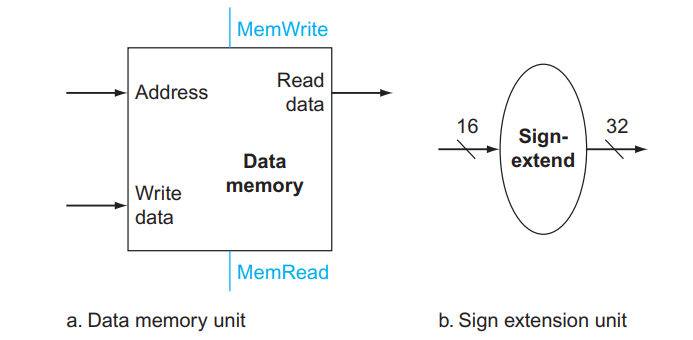 MemWrite
Address
Read
data
Data
memory
Write
data
MemRead
a. Data memory unit
16
Sign-
extend
32
b. Sign extension unit